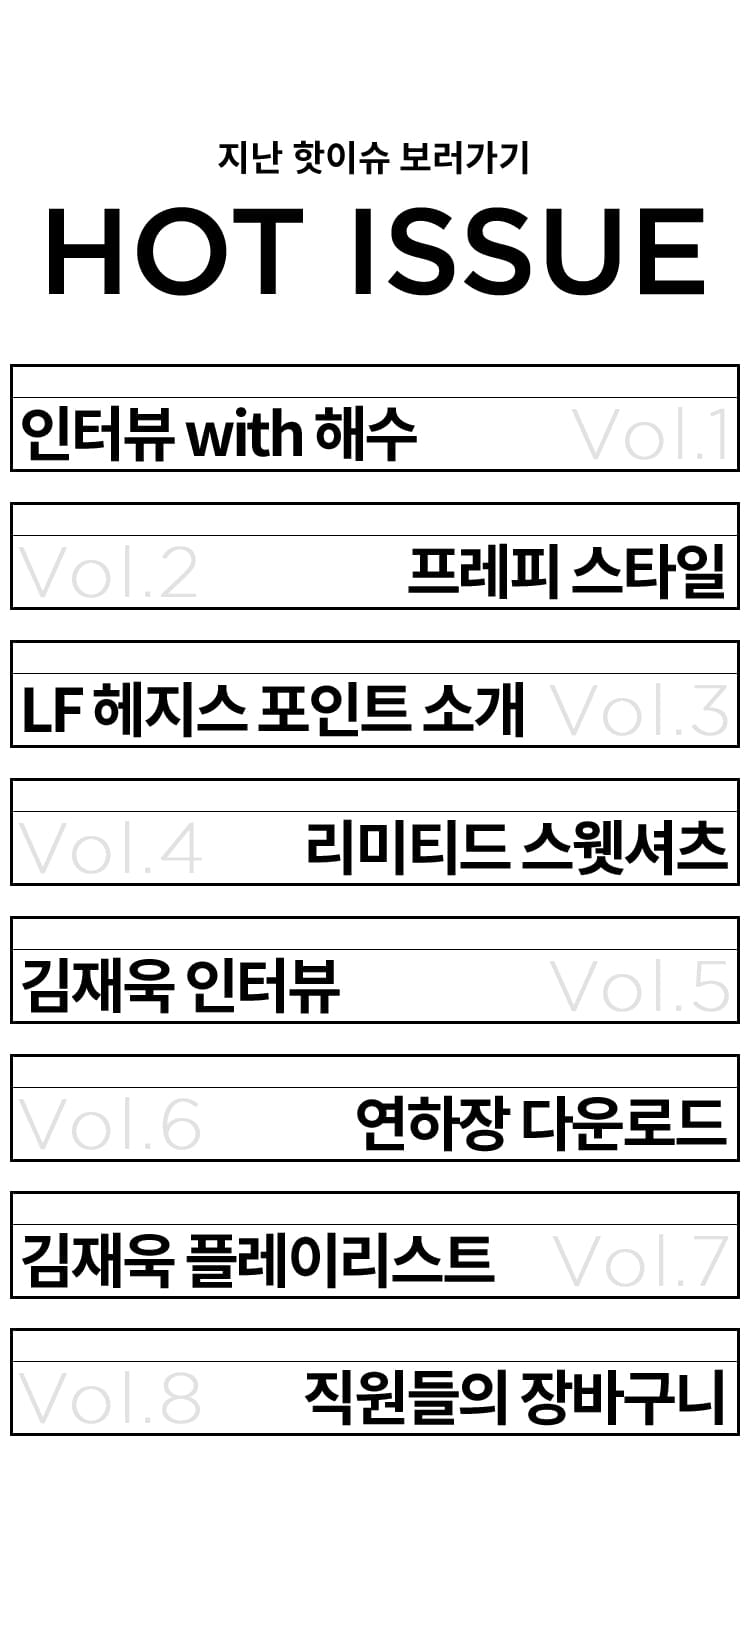 지난 핫이슈 보러가기
HOT ISSUE
인터뷰 with 해수 Vol.1
Vol.2 프레피 스타일
LF 헤지스 포인트 소개 Vol.3
Vol.4 리미티드 스웻셔츠
김재욱 인터뷰 Vol.5
Vol.6 연하장 다운로드
김재욱 플레이리스트 Vol.7
Vol.8 직원들의 장바구니